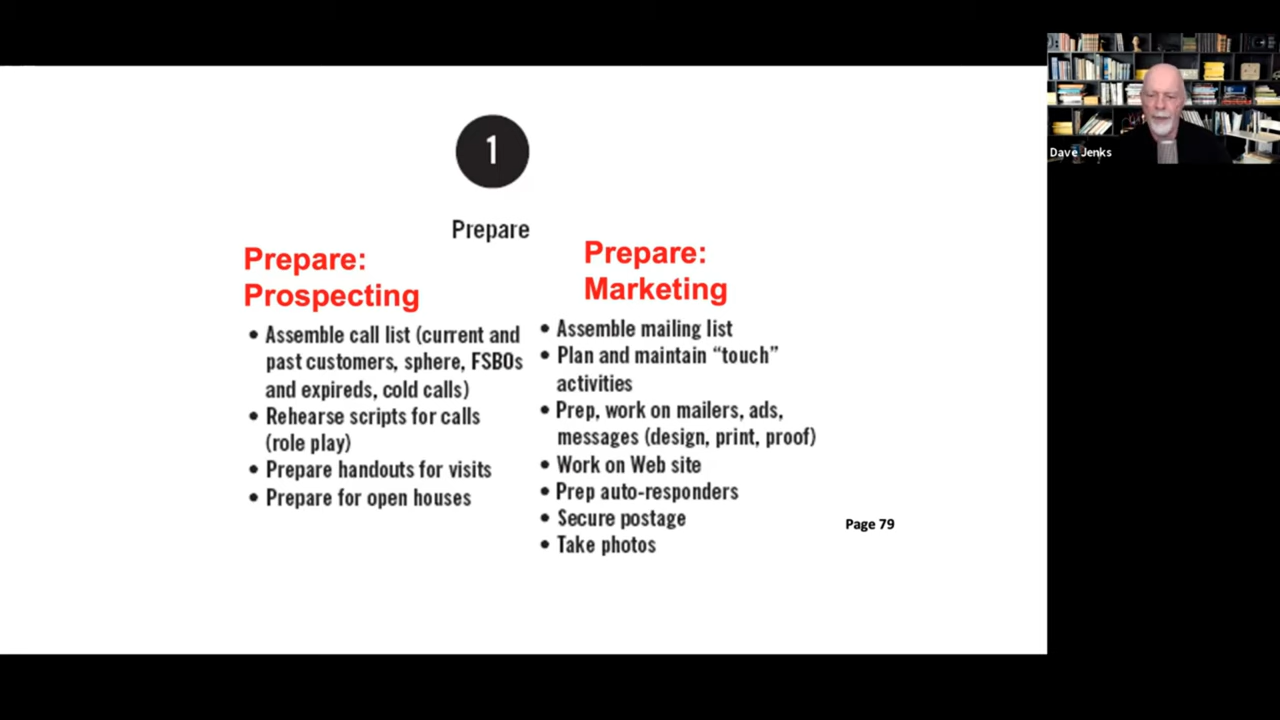 1
Prepare
Prepare:
Prospecting
• Assemble call list (current and
past customers, sphere, FSBOs
and expireds, cold calls)
• Rehearse scripts for calls
(role play)
• Prepare handouts for visits
• Prepare for open houses
Prepare:
Marketing
• Assemble mailing list
• Plan and maintain “touch”
activities
• Prep, work on mailers, ads,
messages (design, print, proof)
• Work on Web site
• Prep auto-responders
• Secure postage
• Take photos
Page 79
Dave Jenks